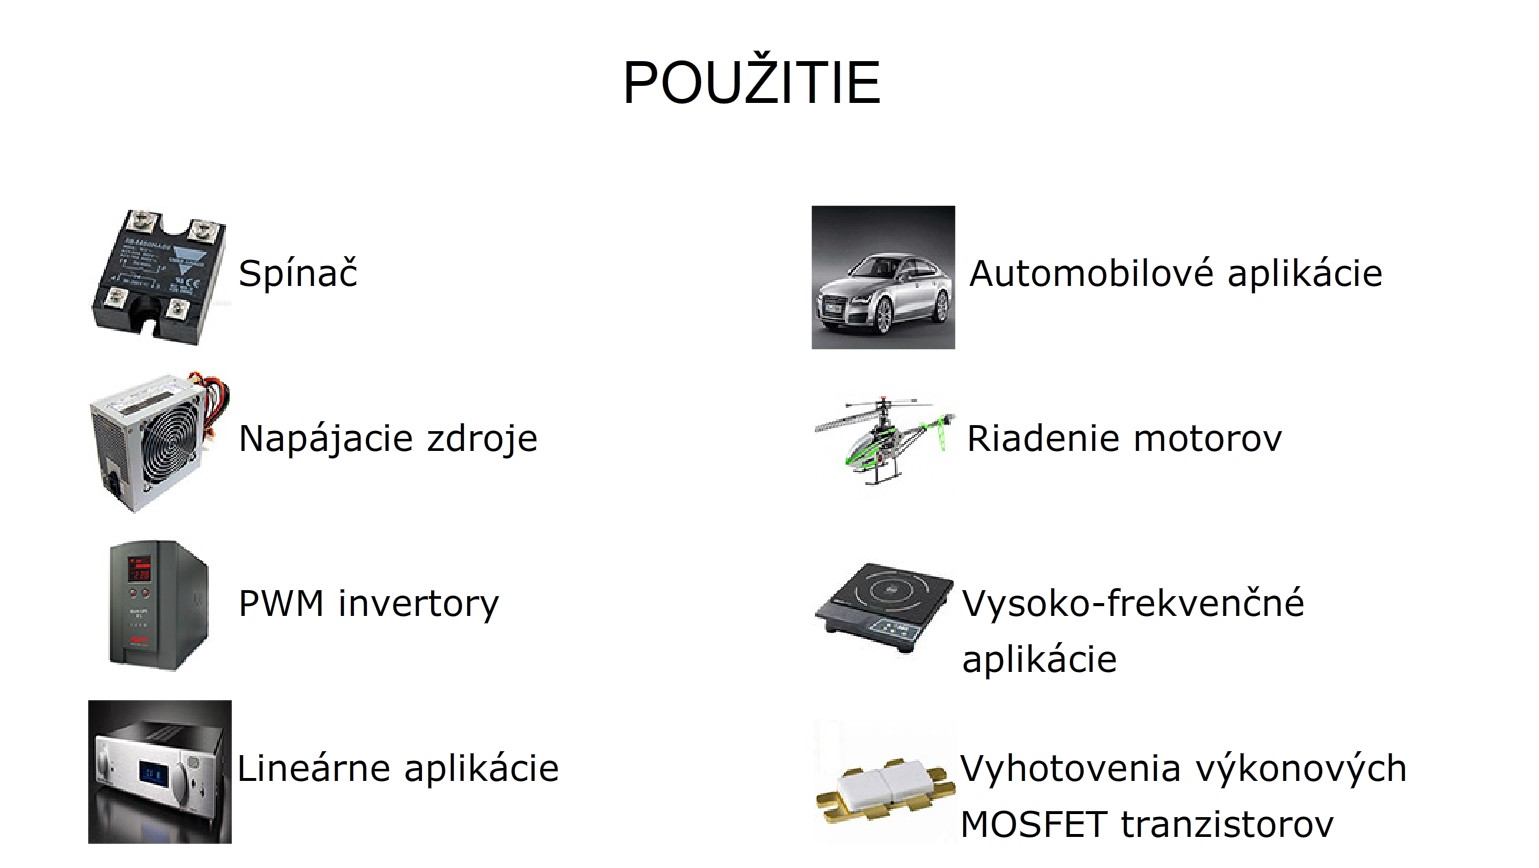 POUŽITIE
Spínač
Napájacie zdroje
PWM invertory
Lineárne aplikácie
Automobilové aplikácie
Riadenie motorov
Vysoko-frekvenčné
aplikácie
Vyhotovenia výkonových
MOSFET tranzistorov